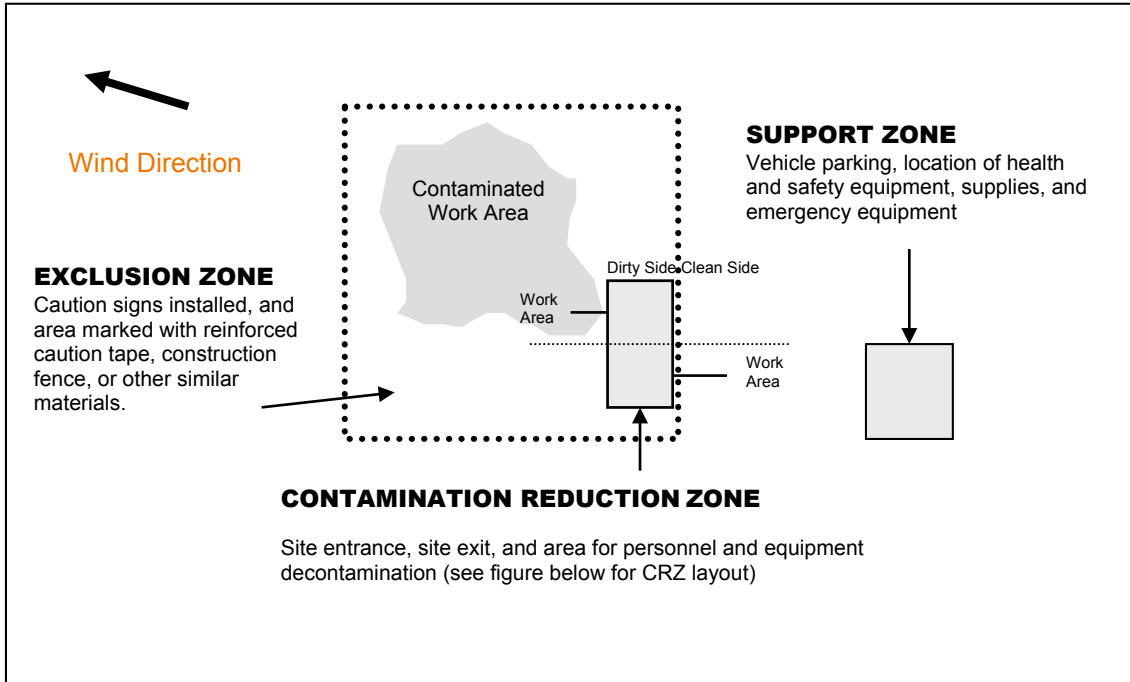 Wind Direction
SUPPORT ZONE
Vehicle parking, location of health
and safety equipment, supplies, and
emergency equipment
Contaminated
Work Area
EXCLUSION ZONE
Caution signs installed, and
area marked with reinforced
caution tape, construction
fence, or other similar
materials.
Dirty Side Clean Side
Work
Area
Work
Area
CONTAMINATION REDUCTION ZONE
Site entrance, site exit, and area for personnel and equipment
decontamination (see figure below for CRZ layout)